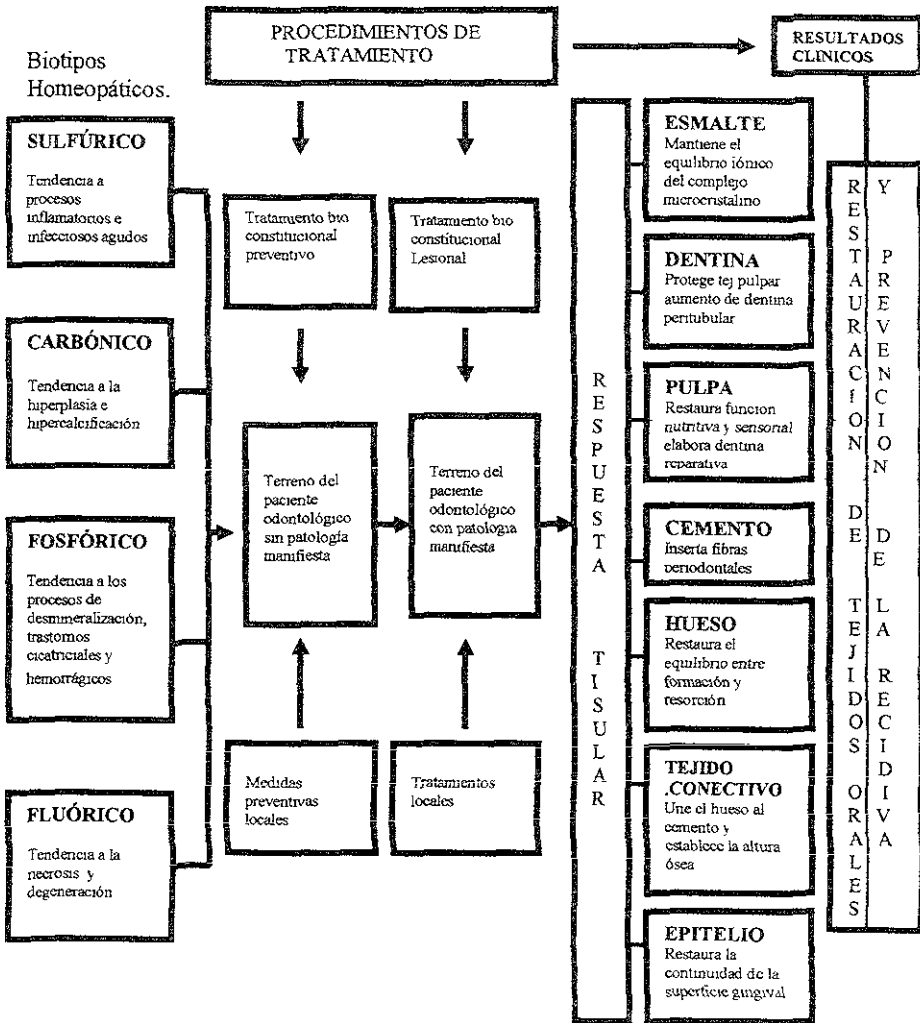 PROCEDIMIENTOS DE
TRATAMIENTO
RESULTADOS
CLINICOS
Biotipos
Homeopáticos.
SULFÚRICO
Tendencia a
procesos
inflamatorios e
infecciosos agudos
CARBÓNICO
Tendencia a la
hiperplasia e
hipercalcificación
FOSFÓRICO
Tendencia a los
procesos de
desmineralización,
trastornos
cicatriciales y
hemorrágicos
FLUÓRICO
Tendencia a la
necrosis y
degeneración
Tratamiento bio
constitucional
preventivo
Tratamiento bio
constitucional
Lesional
Terreno del
paciente
odontológico
sin patología
manifiesta
Terreno del
paciente
odontológico
con patología
manifiesta
Medidas
preventivas
locales
Tratamientos
locales
RESPUESTA TISULAR
ESMALTE
Mantiene el
equilibrio iónico
del complejo
microcristalino
DENTINA
Protege tej pulpar
aumento de dentina
peritubular
PULPA
Restaura funcion
nutritiva y sensorial
elabora dentina
reparativa
CEMENTO
Inserta fibras
periodontales
HUESO
Restaura el
equilibrio entre
formación y
resorción
TEJIDO
.CONECTIVO
Une el hueso al
cemento y
establece la altura
ósea
EPITELIO
Restaura la
continuidad de la
superficie gingival
RESTAURACÍON DE TEJIDOS ORALES
Y PREVENCION DE LA RECIDIVA